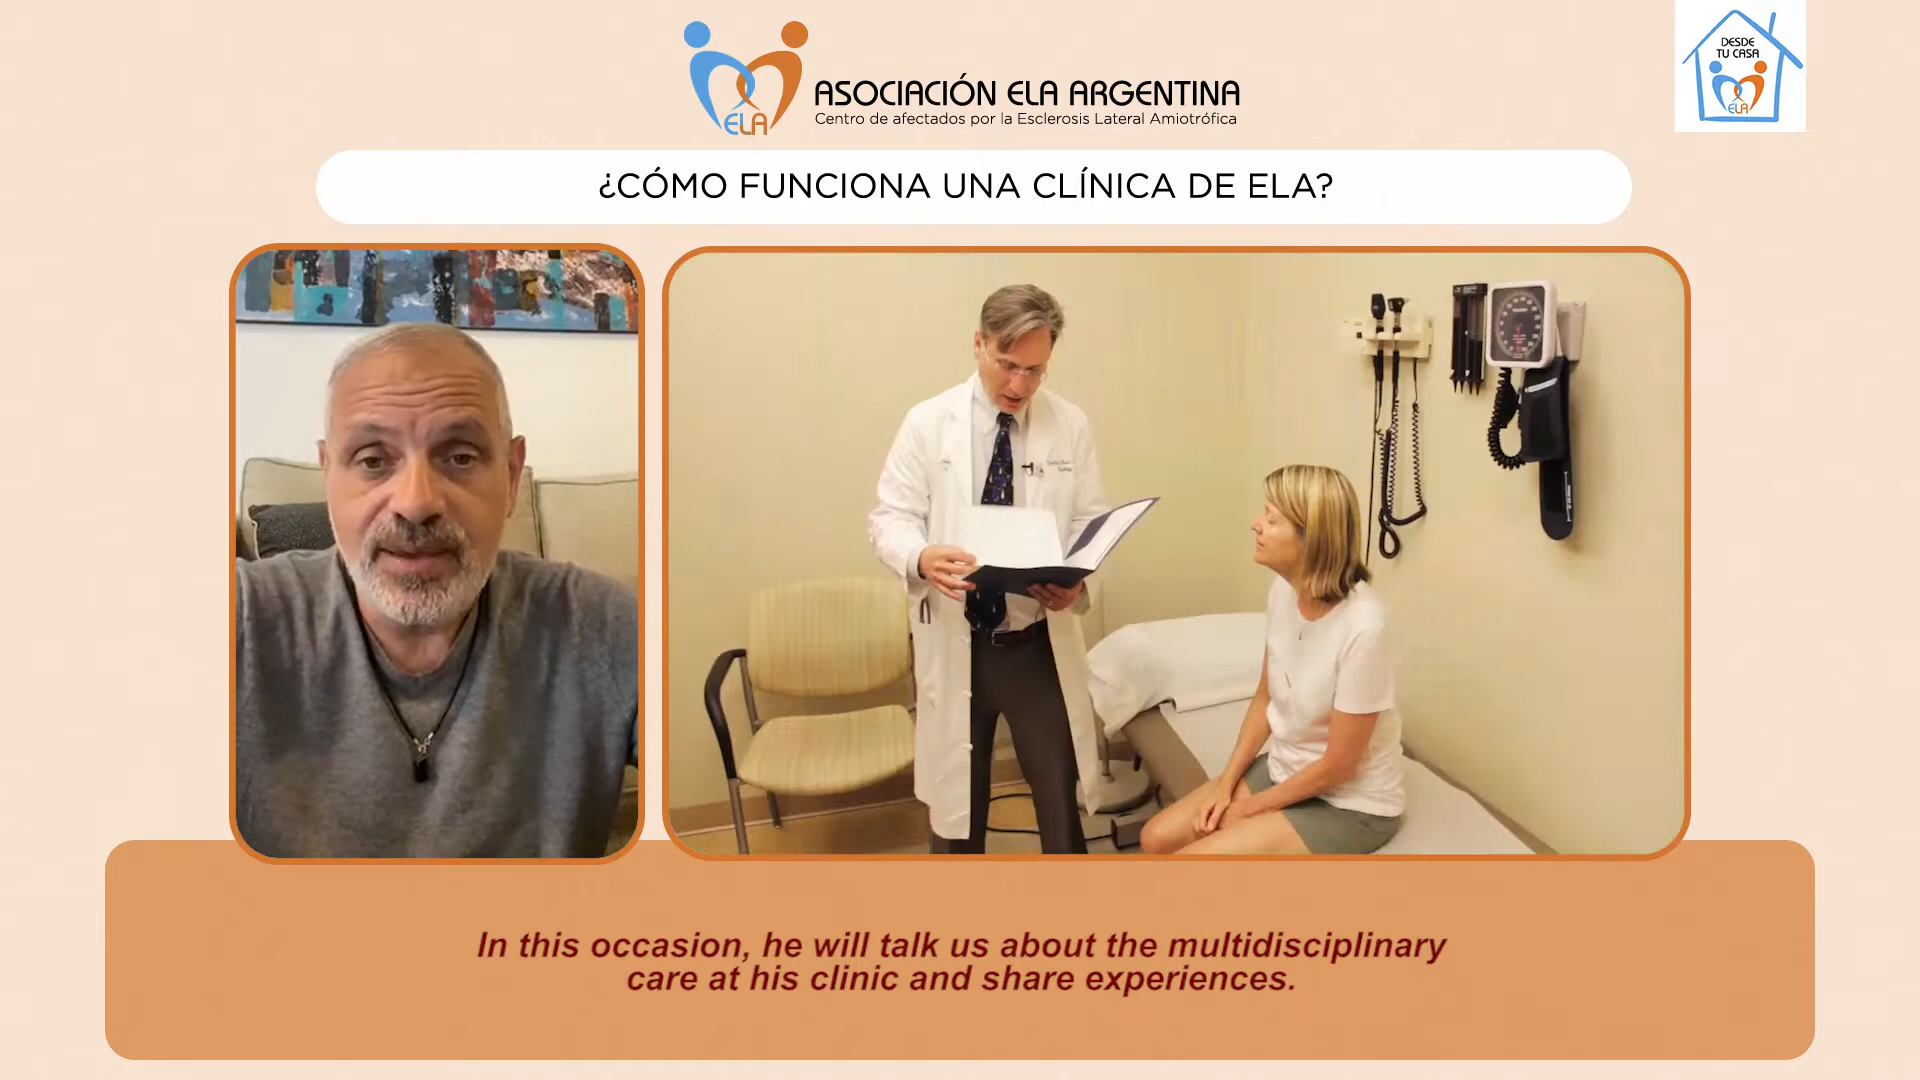 ELA
ASOCIACIÓN ELA ARGENTINA
Centro de afectados por la Esclerosis Lateral Amiotrófica
DESDE
TU CASA
ELA
¿CÓMO FUNCIONA UNA CLÍNICA DE ELA?
In this occasion, he will talk us about the multidisciplinary
care at his clinic and share experiences.